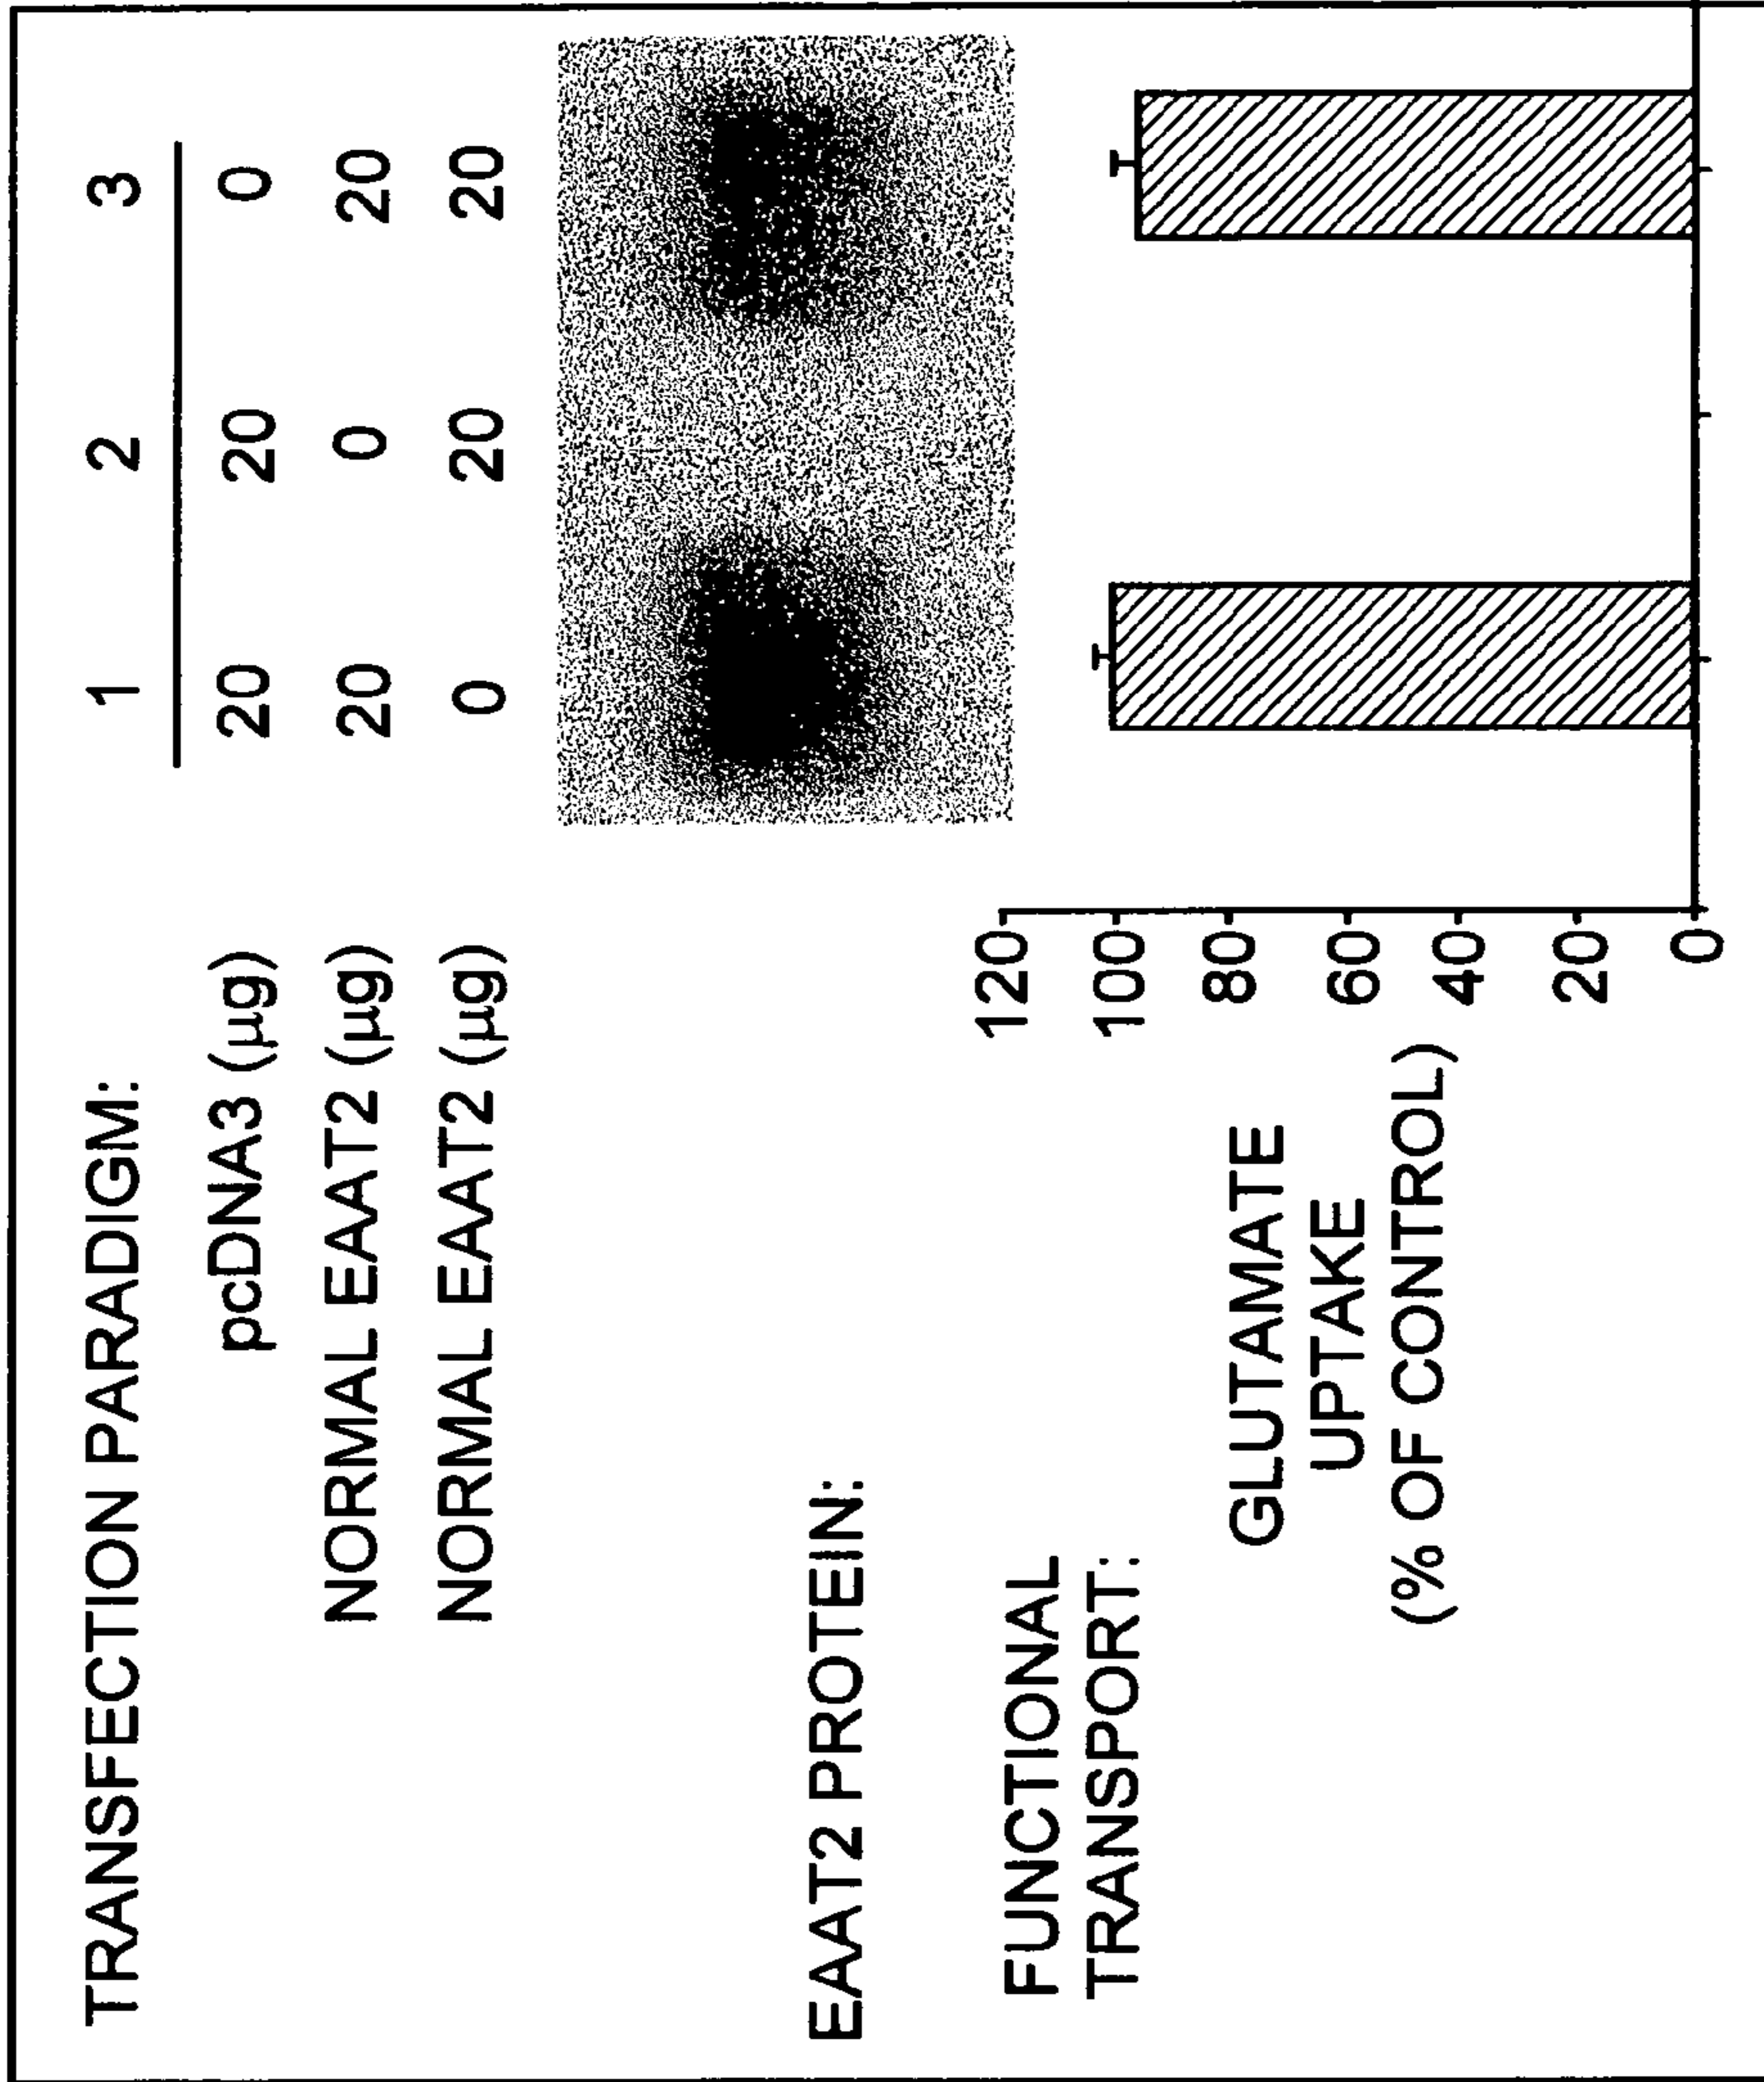 TRANSFECTION PARADIGM: 1 2 3
pcDNA3 (µg) 20 20 0
NORMAL EAAT2 (µg) 20 0 20
NORMAL EAAT2 (µg) 0 20 20
EAAT2 PROTEIN:
FUNCTIONAL
TRANSPORT:
GLUTAMATE
UPTAKE
(% OF CONTROL)
120
100
80
60
40
20
0